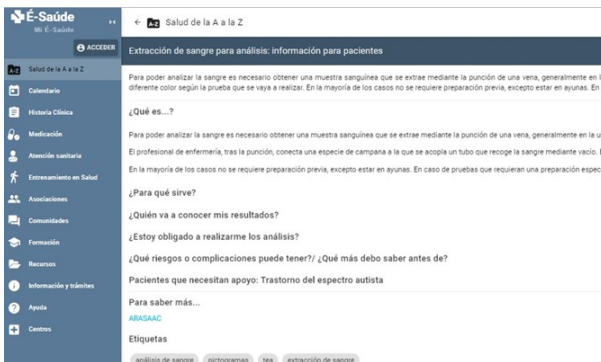 É-Saúde
Mi É-Saúde
ACCEDER
A-Z Salud de la A a la Z
Calendario
Historia Clínica
Medicación
Atención sanitaria
Entrenamiento en Salud
Asociaciones
Comunidades
Formación
Recursos
Información y trámites
Ayuda
Centros
A-Z Salud de la A a la Z
Extracción de sangre para análisis: información para pacientes
Para poder analizar la sangre es necesario obtener una muestra sanguínea que se extrae mediante la punción de una vena, generalmente en l
diferente color según la prueba que se vaya a realizar. En la mayoría de los casos no se requiere preparación previa, excepto estar en ayunas. En
¿Qué es...?
Para poder analizar la sangre es necesario obtener una muestra sanguínea que se extrae mediante la punción de una vena, generalmente en la u
El profesional de enfermería, tras la punción, conecta una especie de campana a la que se acopla un tubo que recoge la sangre mediante vacío.
En la mayoría de los casos no se requiere preparación previa, excepto estar en ayunas. En caso de pruebas que requieran una preparación espec
¿Para qué sirve?
¿Quién va a conocer mis resultados?
¿Estoy obligado a realizarme los análisis?
¿Qué riesgos o complicaciones puede tener?/ ¿Qué más debo saber antes de?
Pacientes que necesitan apoyo: Trastorno del espectro autista
Para saber más...
ARASAAC
Etiquetas
análisis de sangre pictogramas tea extracción de sangre